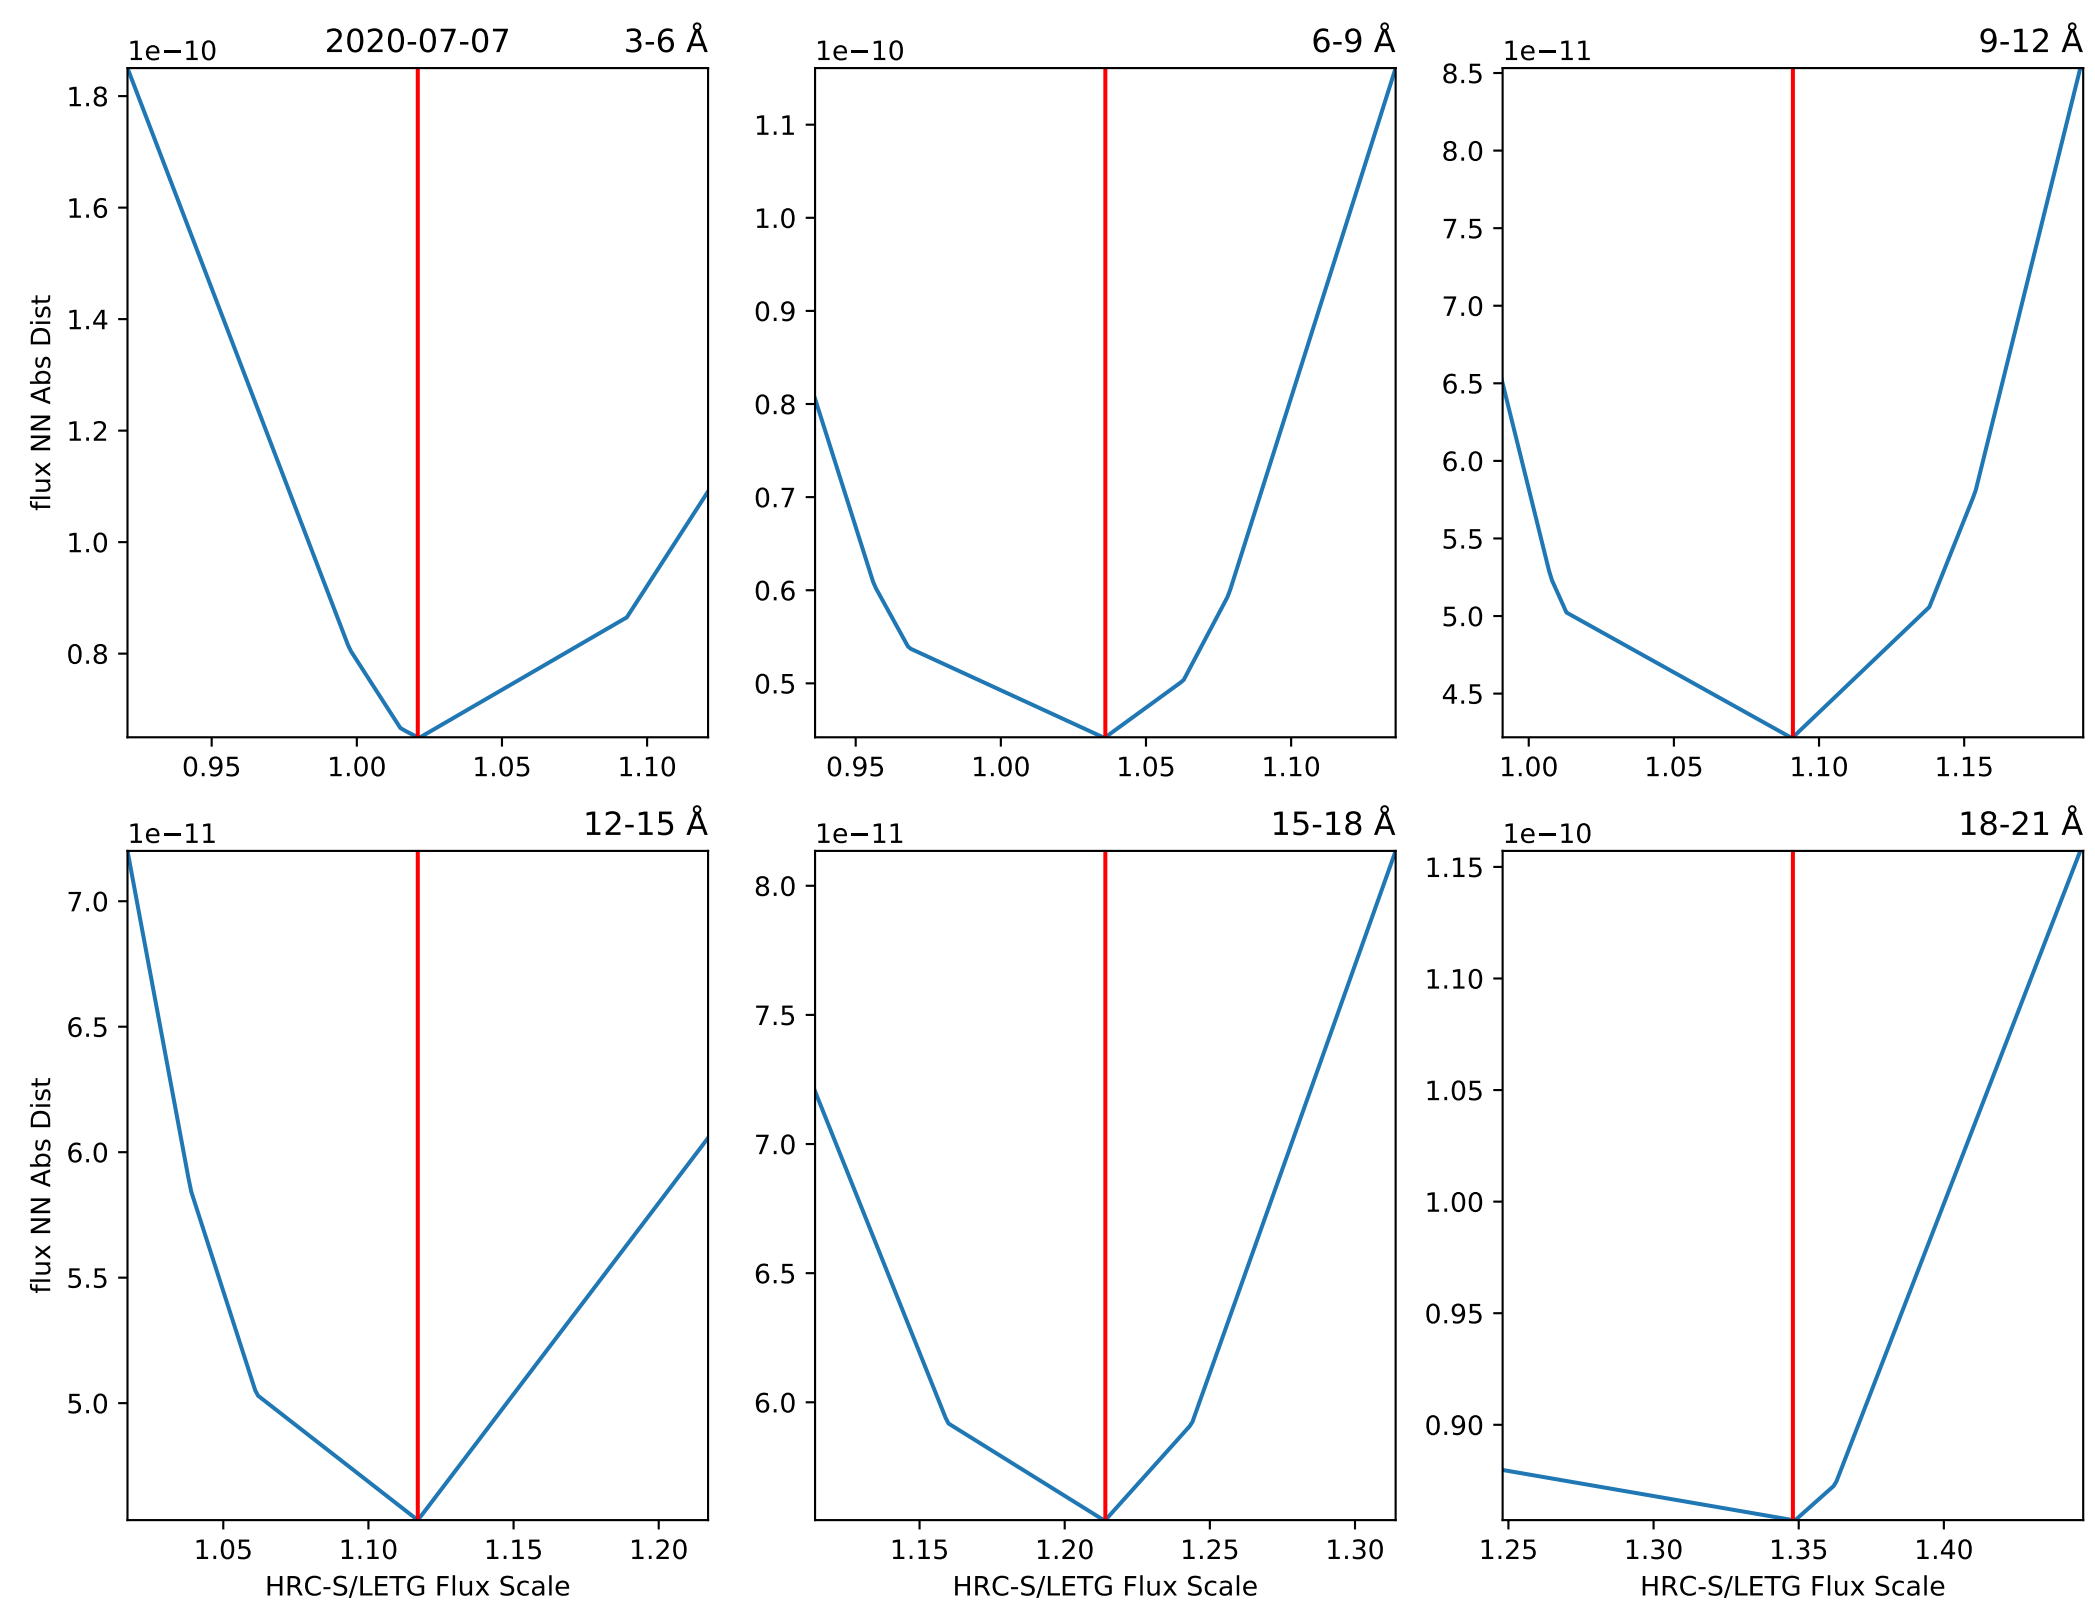 1e−10 2020-07-07 3-6 Å
1.8
1.6
1.4
1.2
1.0
0.8
flux NN Abs Dist
0.95 1.00 1.05 1.10
1e−10 6-9 Å
1.1
1.0
0.9
0.8
0.7
0.6
0.5
0.95 1.00 1.05 1.10
1e−11 9-12 Å
8.5
8.0
7.5
7.0
6.5
6.0
5.5
5.0
4.5
1.00 1.05 1.10 1.15
1e−11 12-15 Å
7.0
6.5
6.0
5.5
5.0
flux NN Abs Dist
1.05 1.10 1.15 1.20
HRC-S/LETG Flux Scale
1e−11 15-18 Å
8.0
7.5
7.0
6.5
6.0
1.15 1.20 1.25 1.30
HRC-S/LETG Flux Scale
1e−10 18-21 Å
1.15
1.10
1.05
1.00
0.95
0.90
1.25 1.30 1.35 1.40
HRC-S/LETG Flux Scale